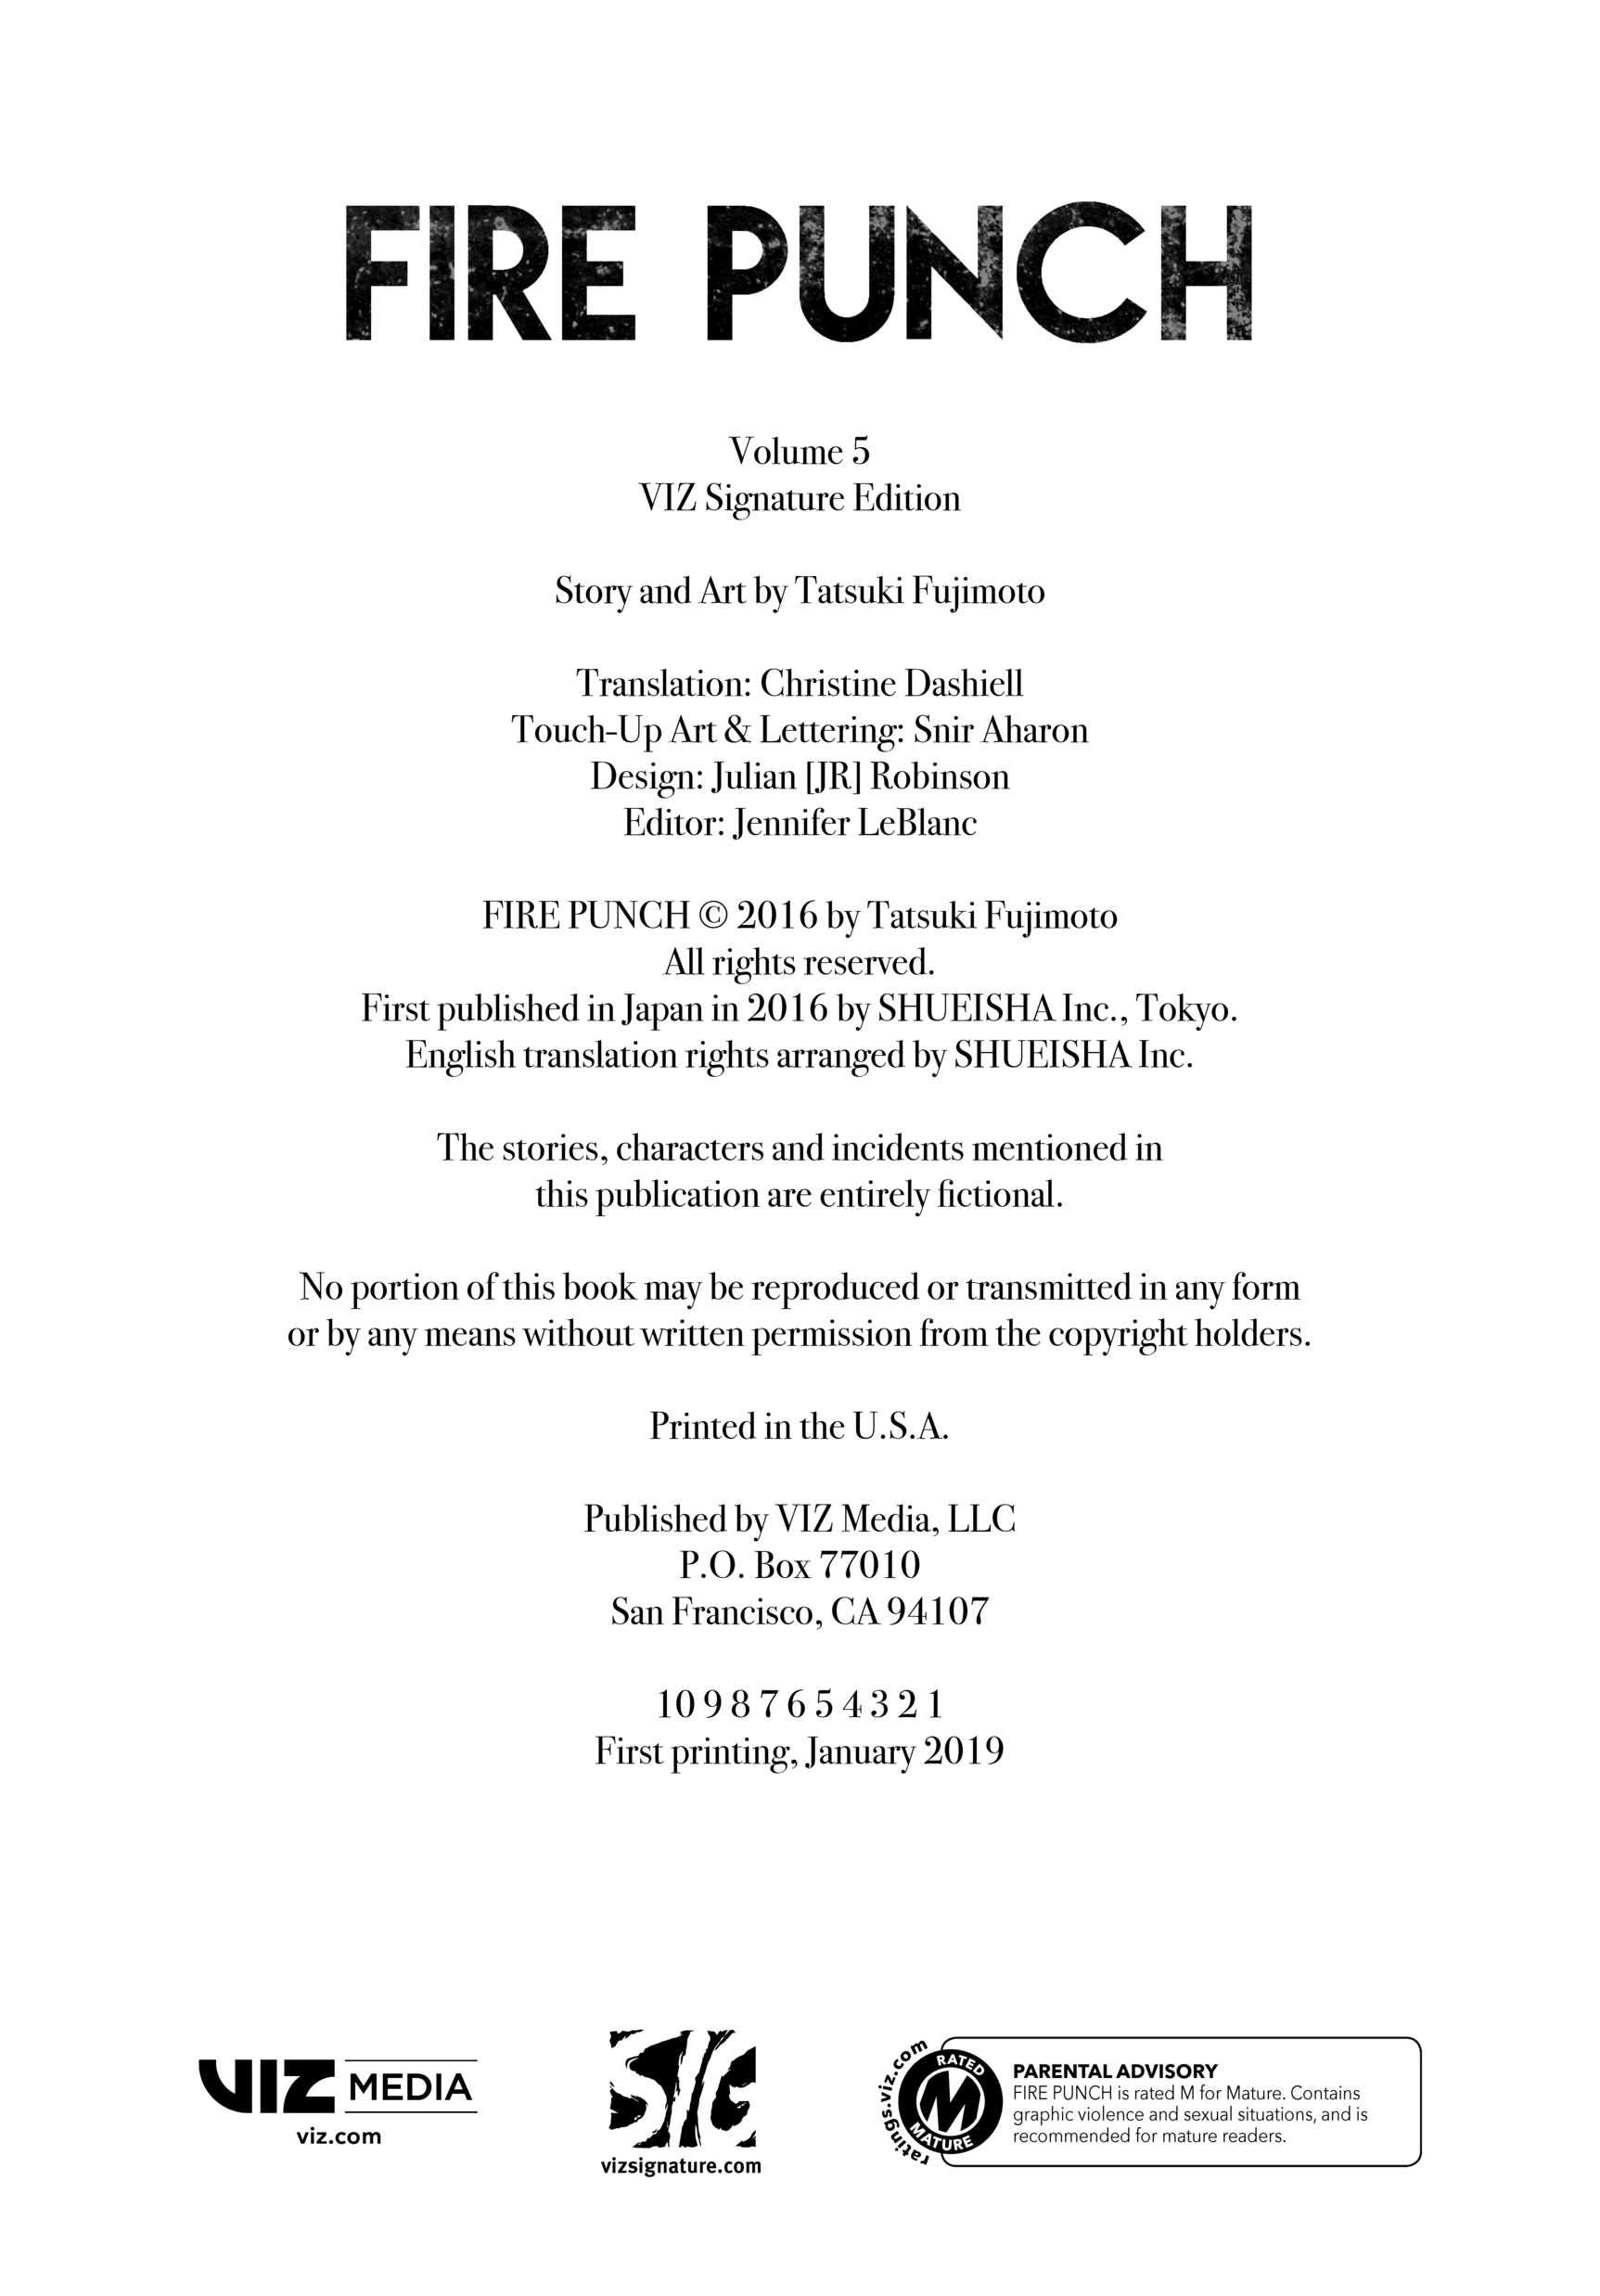 FIRE PUNCH
Volume 5
VIZ Signature Edition
Story and Art by Tatsuki Fujimoto
Translation: Christine Dashiell
Touch-Up Art & Lettering: Snir Aharon
Design: Julian [JR] Robinson
Editor: Jennifer LeBlanc
FIRE PUNCH © 2016 by Tatsuki Fujimoto
All rights reserved.
First published in Japan in 2016 by SHUEISHA Inc., Tokyo.
English translation rights arranged by SHUEISHA Inc.
The stories, characters and incidents mentioned in
this publication are entirely fictional.
No portion of this book may be reproduced or transmitted in any form
or by any means without written permission from the copyright holders.
Printed in the U.S.A.
Published by VIZ Media, LLC
P.O. Box 77010
San Francisco, CA 94107
10 9 8 7 6 5 4 3 2 1
First printing, January 2019
VIZ MEDIA
viz.com
SIG
vizsignature.com
ratings.viz.com
RATED
M
MATURE
PARENTAL ADVISORY
FIRE PUNCH is rated M for Mature. Contains
graphic violence and sexual situations, and is
recommended for mature readers.